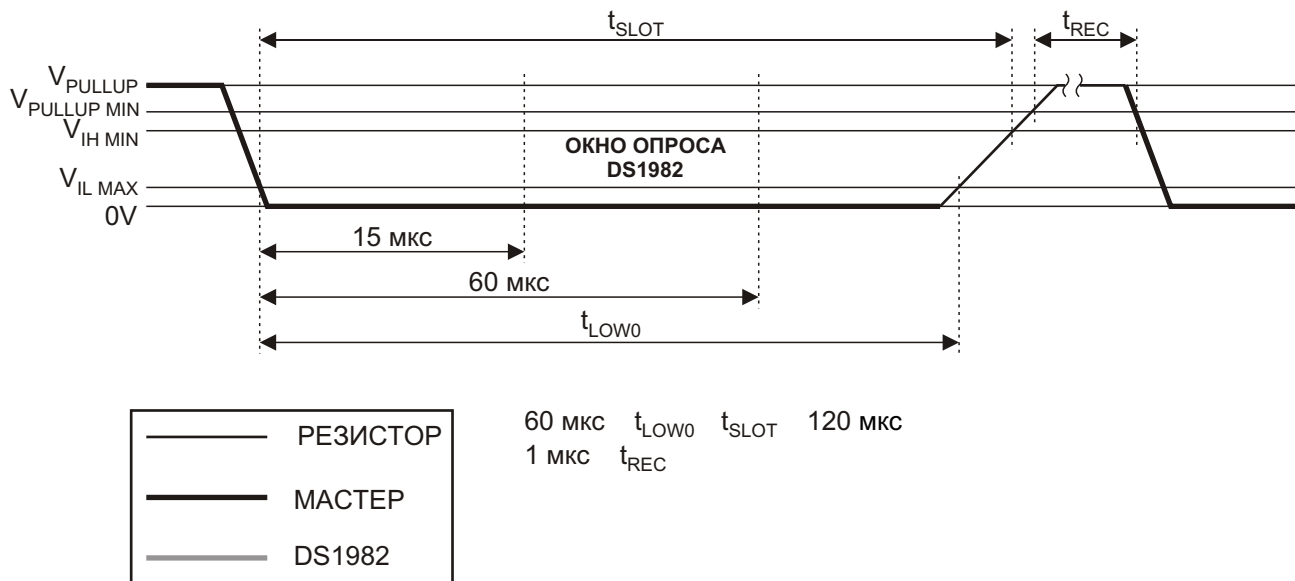 tSLOT
tREC
VPULLUP
VPULLUP MIN
VIH MIN
ОКНО ОПРОСА
DS1982
VIL MAX
0V
15 мкс
60 мкс
tLOW0
60 мкс tLOW0 tSLOT 120 мкс
1 мкс tREC
РЕЗИСТОР
МАСТЕР
DS1982